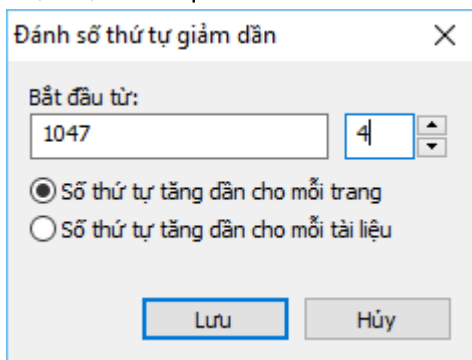 Đánh số thứ tự giảm dần
Bắt đầu từ:
1047 4
Số thứ tự tăng dần cho mỗi trang
Số thứ tự tăng dần cho mỗi tài liệu
Lưu Hủy